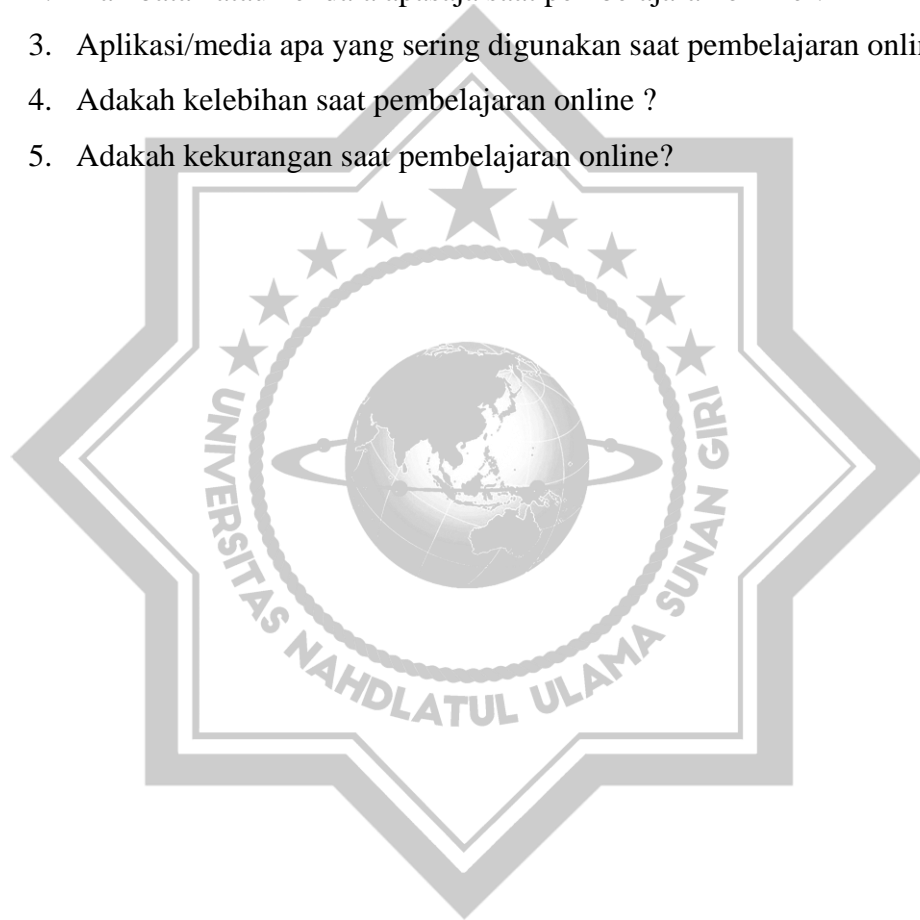 3. Aplikasi/media apa yang sering digunakan saat pembelajaran
4. Adakah kelebihan saat pembelajaran online ?
5. Adakah kekurangan saat pembelajaran online?
UNIVERSITAS NAHDLATUL ULAMA SUNAN GIRI